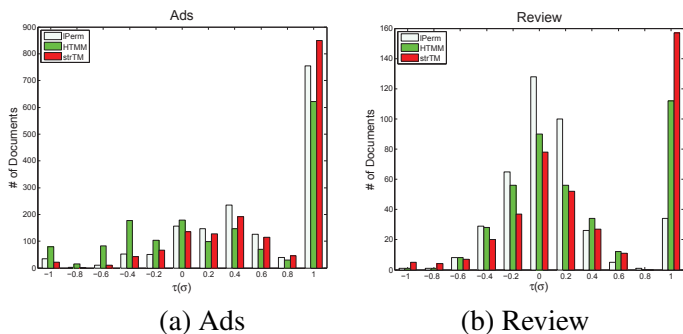 Ads
900
800
700
600
500
400
300
200
100
0
# of Documents
lPerm
HTMM
strTM
−1 −0.8 −0.6 −0.4 −0.2 0 0.2 0.4 0.6 0.8 1
τ(σ)
(a) Ads
Review
160
140
120
100
80
60
40
20
0
# of Documents
lPerm
HTMM
strTM
−1 −0.8 −0.6 −0.4 −0.2 0 0.2 0.4 0.6 0.8 1
τ(σ)
(b) Review